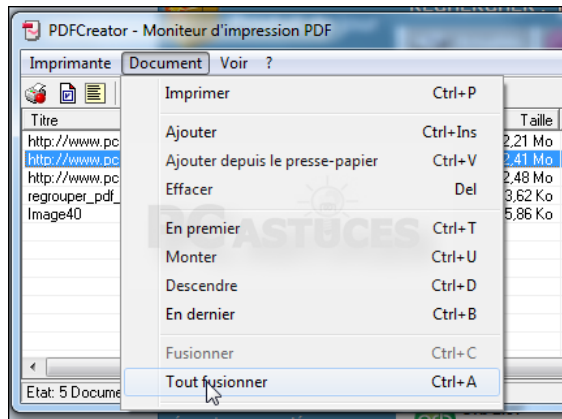 RECHERCHER :
PDFCreator - Moniteur d'impression PDF
Imprimante Document Voir ?
Imprimer Ctrl+P
Titre Taille
Ajouter Ctrl+Ins
http://www.pc 2,21 Mo
Ajouter depuis le presse-papier Ctrl+V
http://www.pc 2,41 Mo
http://www.pc 2,48 Mo
Effacer Del
regrouper_pdf_ 3,62 Ko
Image40 5,86 Ko
PC ASTUCES
En premier Ctrl+T
Monter Ctrl+U
Descendre Ctrl+D
En dernier Ctrl+B
Fusionner Ctrl+C
Tout fusionner Ctrl+A
Etat: 5 Docume